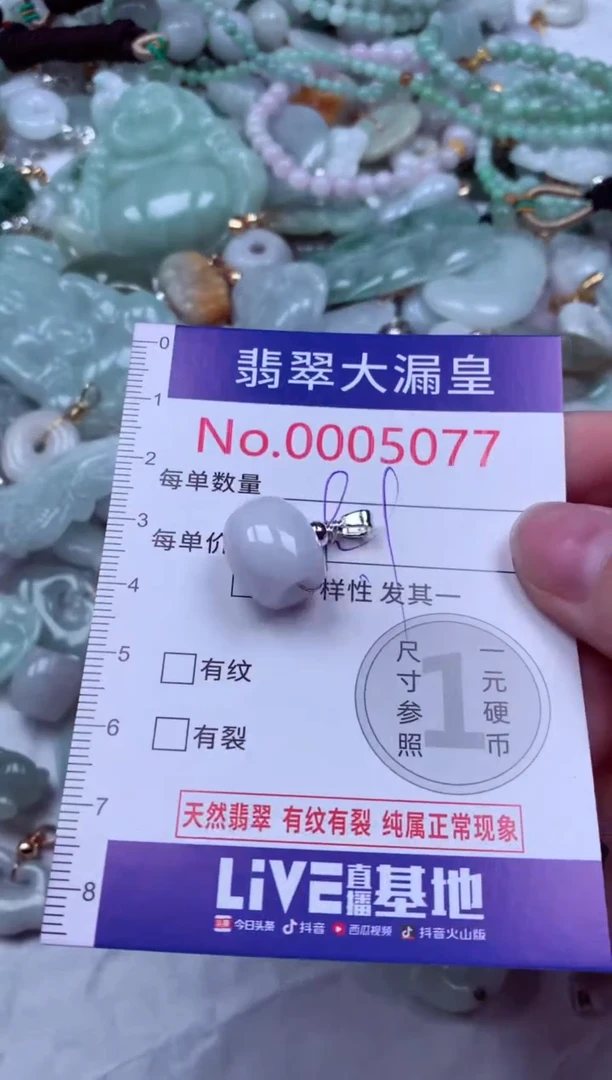 翡翠大漏皇
No.0005077
每单数量
每单价
样性 发其一
有纹
有裂
尺寸参照
1
一元硬币
天然翡翠 有纹有裂 纯属正常现象
LiVE直播基地
头条 今日头条 抖音 西瓜视频 抖音火山版
0
1
2
3
4
5
6
7
8